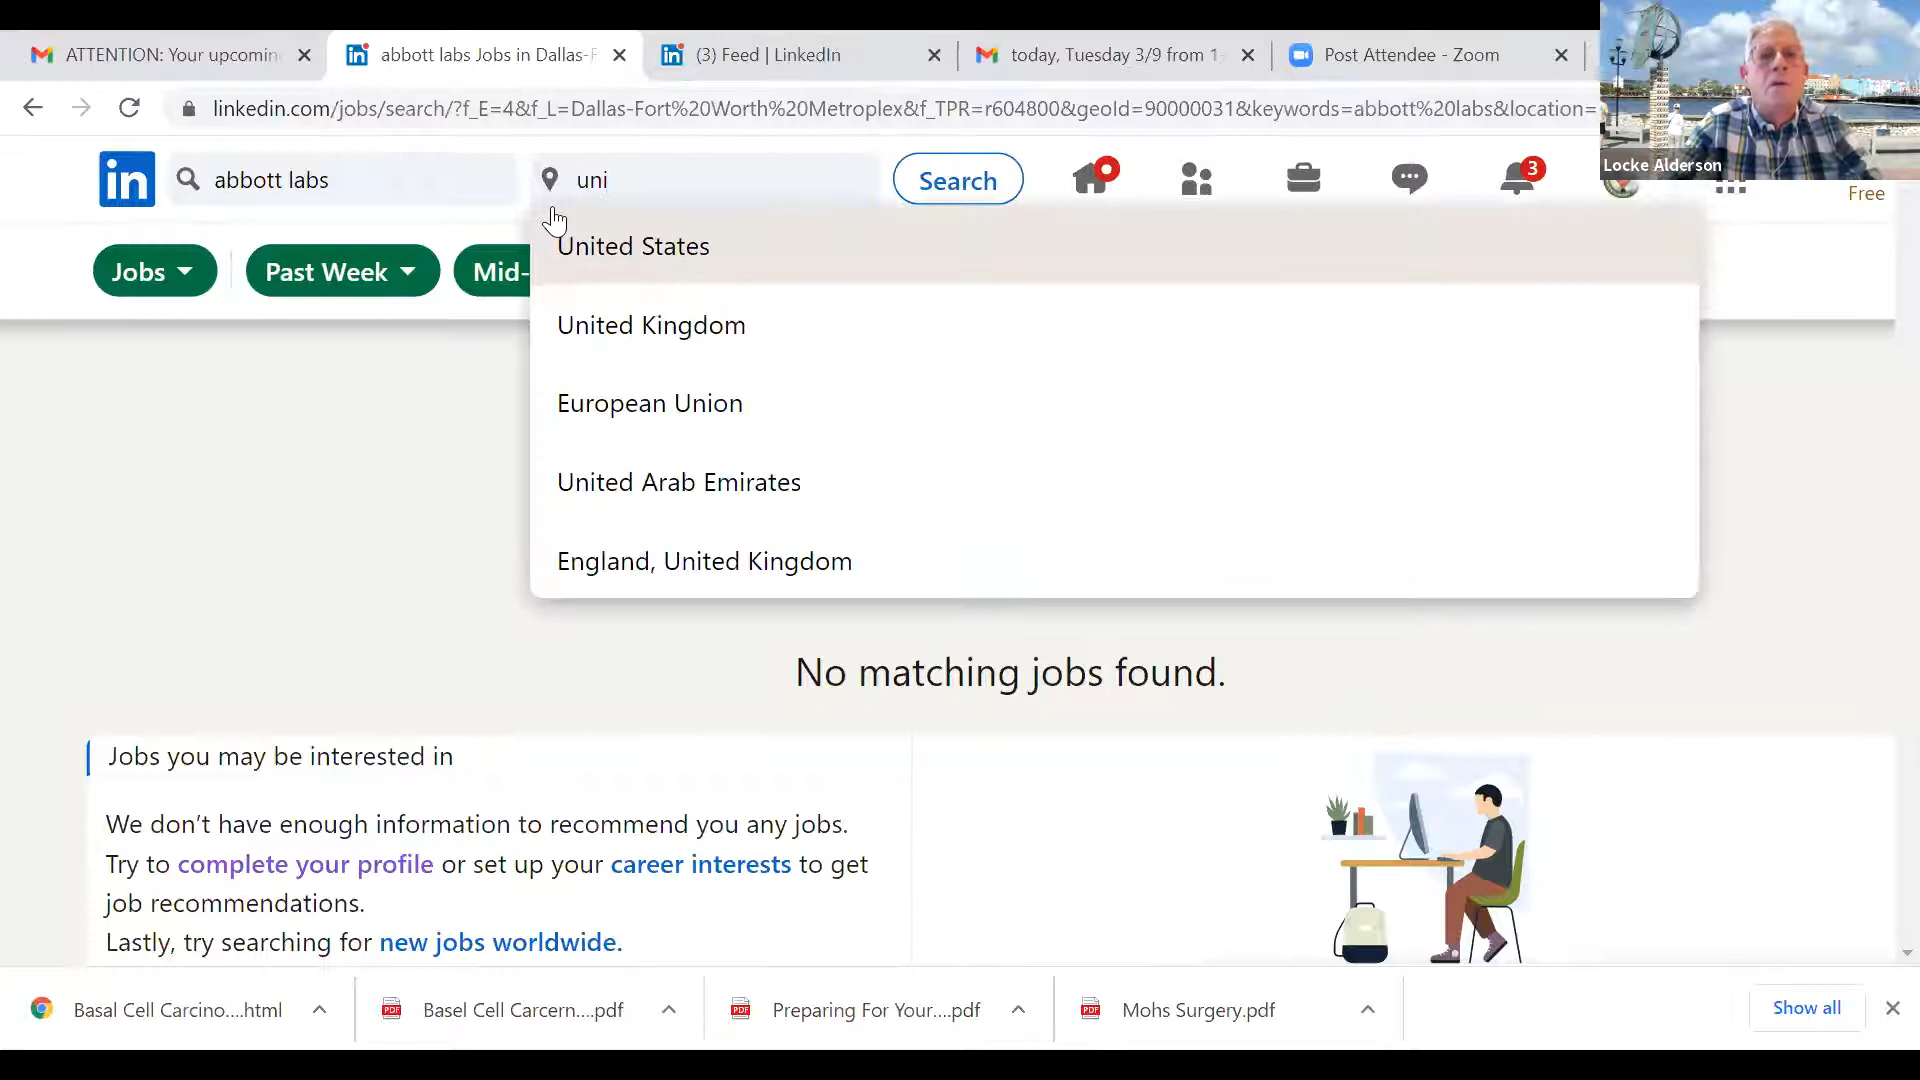 ATTENTION: Your upcomin
abbott labs Jobs in Dallas-F
(3) Feed | LinkedIn
today, Tuesday 3/9 from 1-
Post Attendee - Zoom
linkedin.com/jobs/search/?f_E=4&f_L=Dallas-Fort%20Worth%20Metroplex&f_TPR=r604800&geoId=90000031&keywords=abbott%20labs&location=
Locke Alderson
in
abbott labs
uni
Search
3
Free
Jobs
Past Week
Mid-
United States
United Kingdom
European Union
United Arab Emirates
England, United Kingdom
No matching jobs found.
Jobs you may be interested in
We don't have enough information to recommend you any jobs.
Try to complete your profile or set up your career interests to get
job recommendations.
Lastly, try searching for new jobs worldwide.
Basal Cell Carcino....html
PDF
Basel Cell Carcern....pdf
PDF
Preparing For Your....pdf
PDF
Mohs Surgery.pdf
Show all